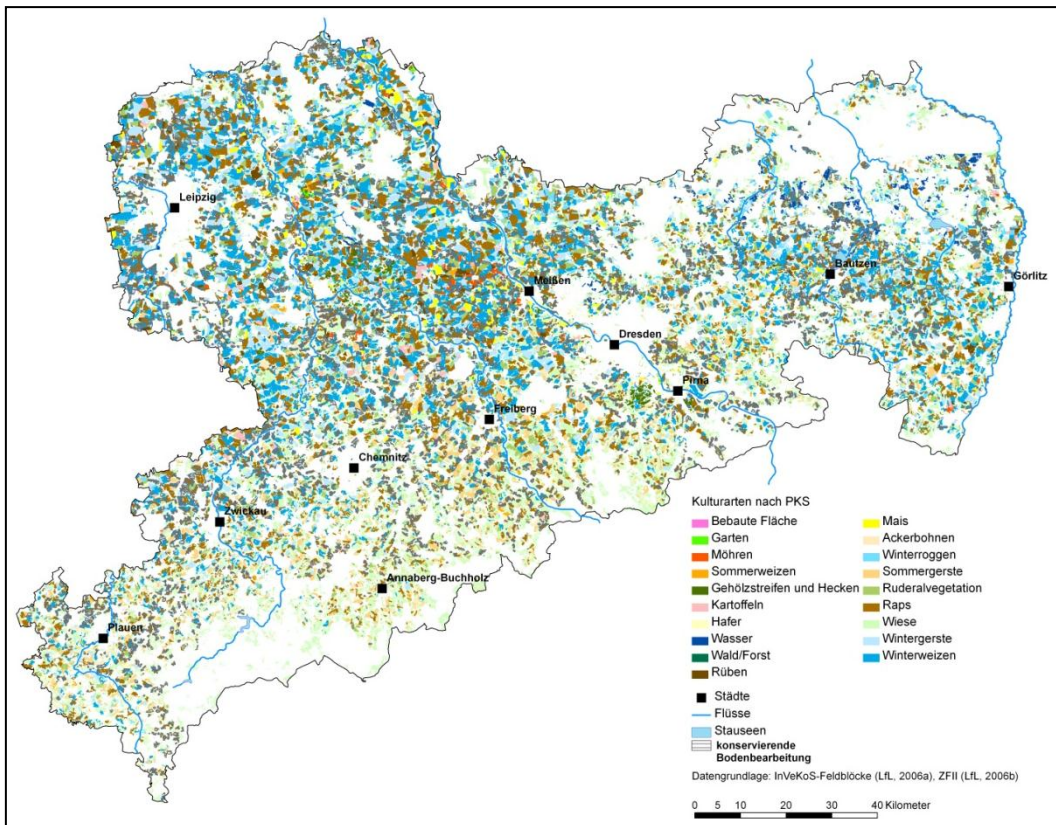 Leipzig
Meißen
Bautzen
Görlitz
Dresden
Pirna
Freiberg
Chemnitz
Zwickau
Annaberg-Buchholz
Plauen
Kulturarten nach PKS
Bebaute Fläche
Garten
Möhren
Sommerweizen
Gehölzstreifen und Hecken
Kartoffeln
Hafer
Wasser
Wald/Forst
Rüben
Mais
Ackerbohnen
Winterroggen
Sommergerste
Ruderalvegetation
Raps
Wiese
Wintergerste
Winterweizen
Städte
Flüsse
Stauseen
konservierende
Bodenbearbeitung
Datengrundlage: InVeKoS-Feldblöcke (LfL, 2006a), ZFII (LfL, 2006b)
0 5 10 20 30 40 Kilometer